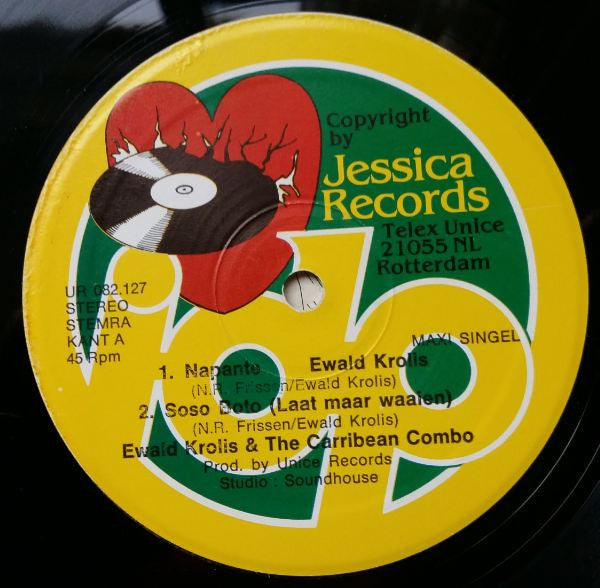 Copyright
by
Jessica
Records
Telex Unice
21055 NL
Rotterdam
UR 032.127
STEREO
STEMRA
KANT A
45 Rpm
MAXI SINGEL
1. Napante Ewald Krolis
(N.R. Frissen/Ewald Krolis)
2. Soso Boto (Laat maar waaien)
(N.R. Frissen/Ewald Krolis)
Ewald Krolis & The Carribean Combo
Prod. by Unice Records
Studio : Soundhouse